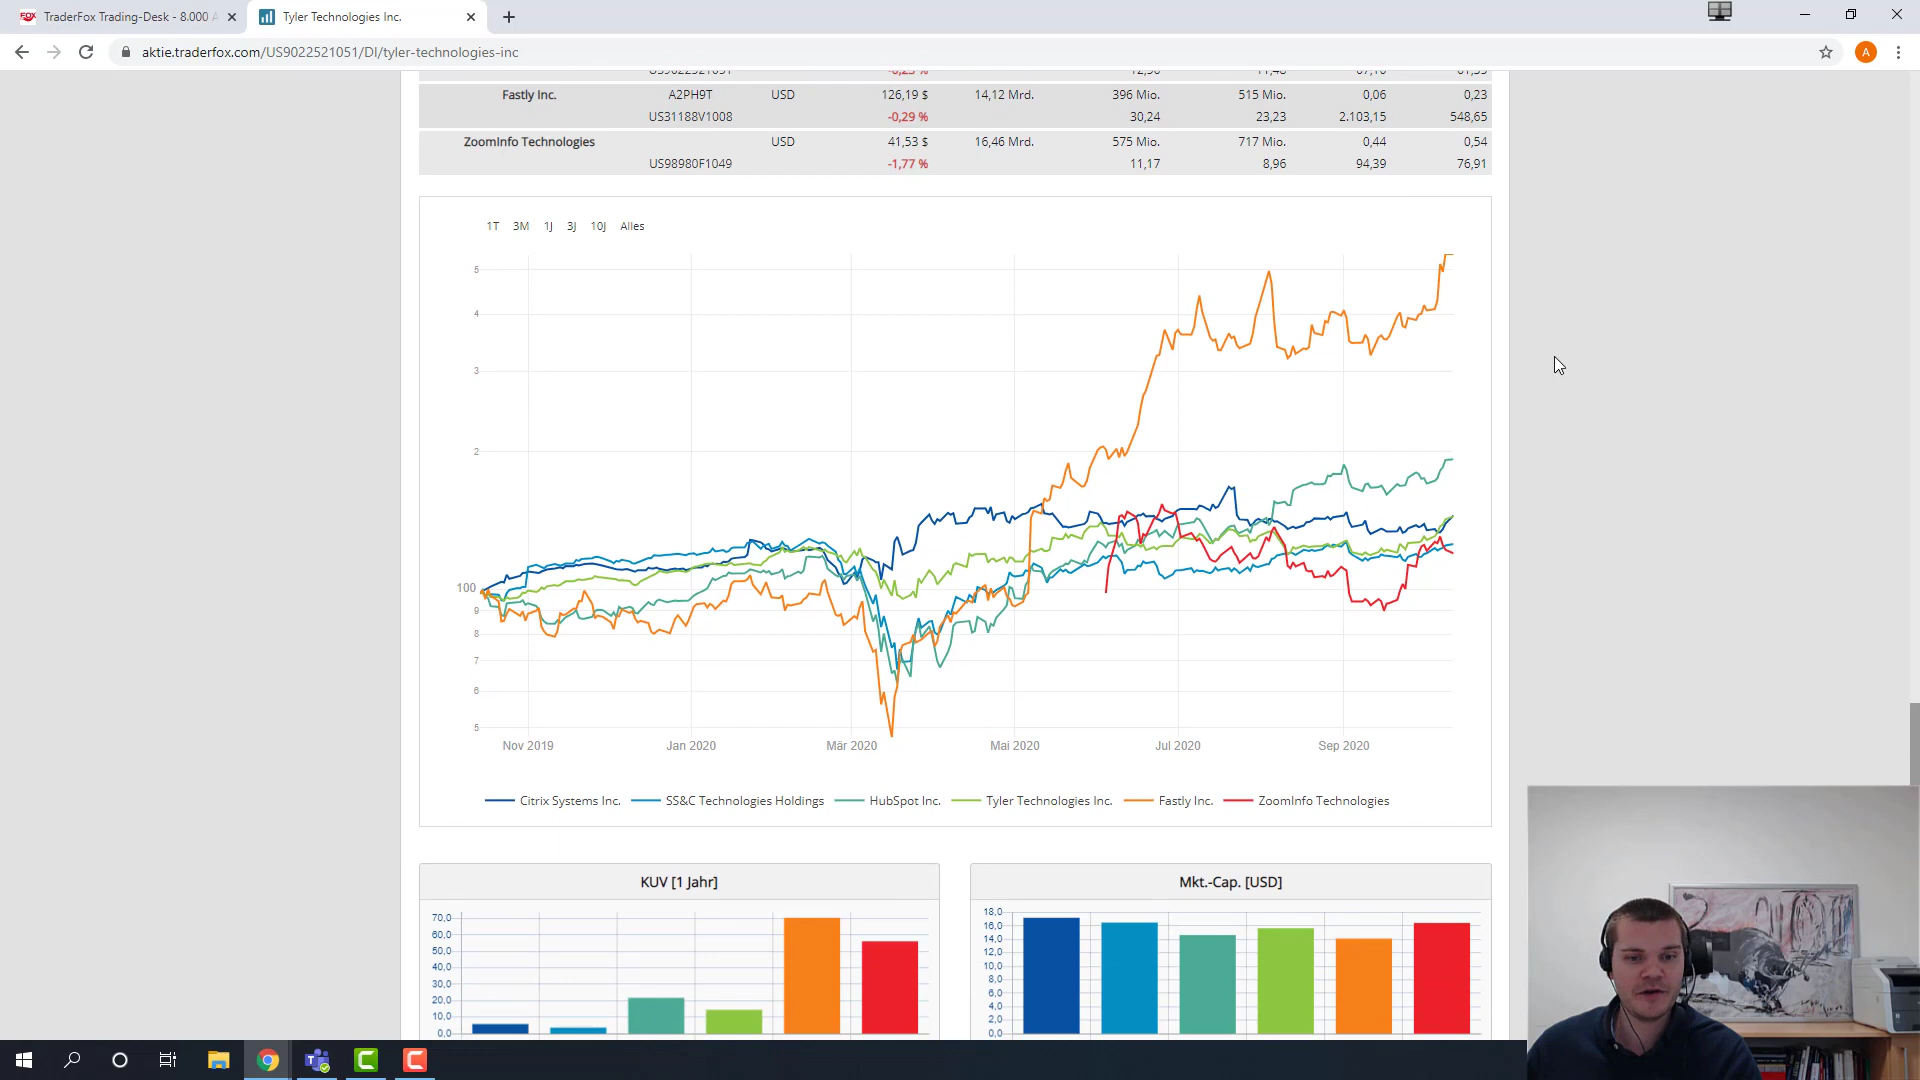 TraderFox Trading-Desk - 8.000 A
Tyler Technologies Inc.
A
aktie.traderfox.com/US9022521051/DI/tyler-technologies-inc
Fastly Inc. A2PH9T USD 126,19 $ 14,12 Mrd. 396 Mio. 515 Mio. 0,06 0,23
US31188V1008 -0,29 % 30,24 23,23 2.103,15 548,65
ZoomInfo Technologies USD 41,53 $ 16,46 Mrd. 575 Mio. 717 Mio. 0,44 0,54
US98980F1049 -1,77 % 11,17 8,96 94,39 76,91
1T 3M 1J 3J 10J Alles
5
4
3
2
100
9
8
7
6
5
Nov 2019 Jan 2020 Mär 2020 Mai 2020 Jul 2020 Sep 2020
Citrix Systems Inc. SS&C Technologies Holdings HubSpot Inc. Tyler Technologies Inc. Fastly Inc. ZoomInfo Technologies
KUV [1 Jahr]
70,0
60,0
50,0
40,0
30,0
20,0
10,0
0,0
Mkt.-Cap. [USD]
18,0
16,0
14,0
12,0
10,0
8,0
6,0
4,0
2,0
0,0